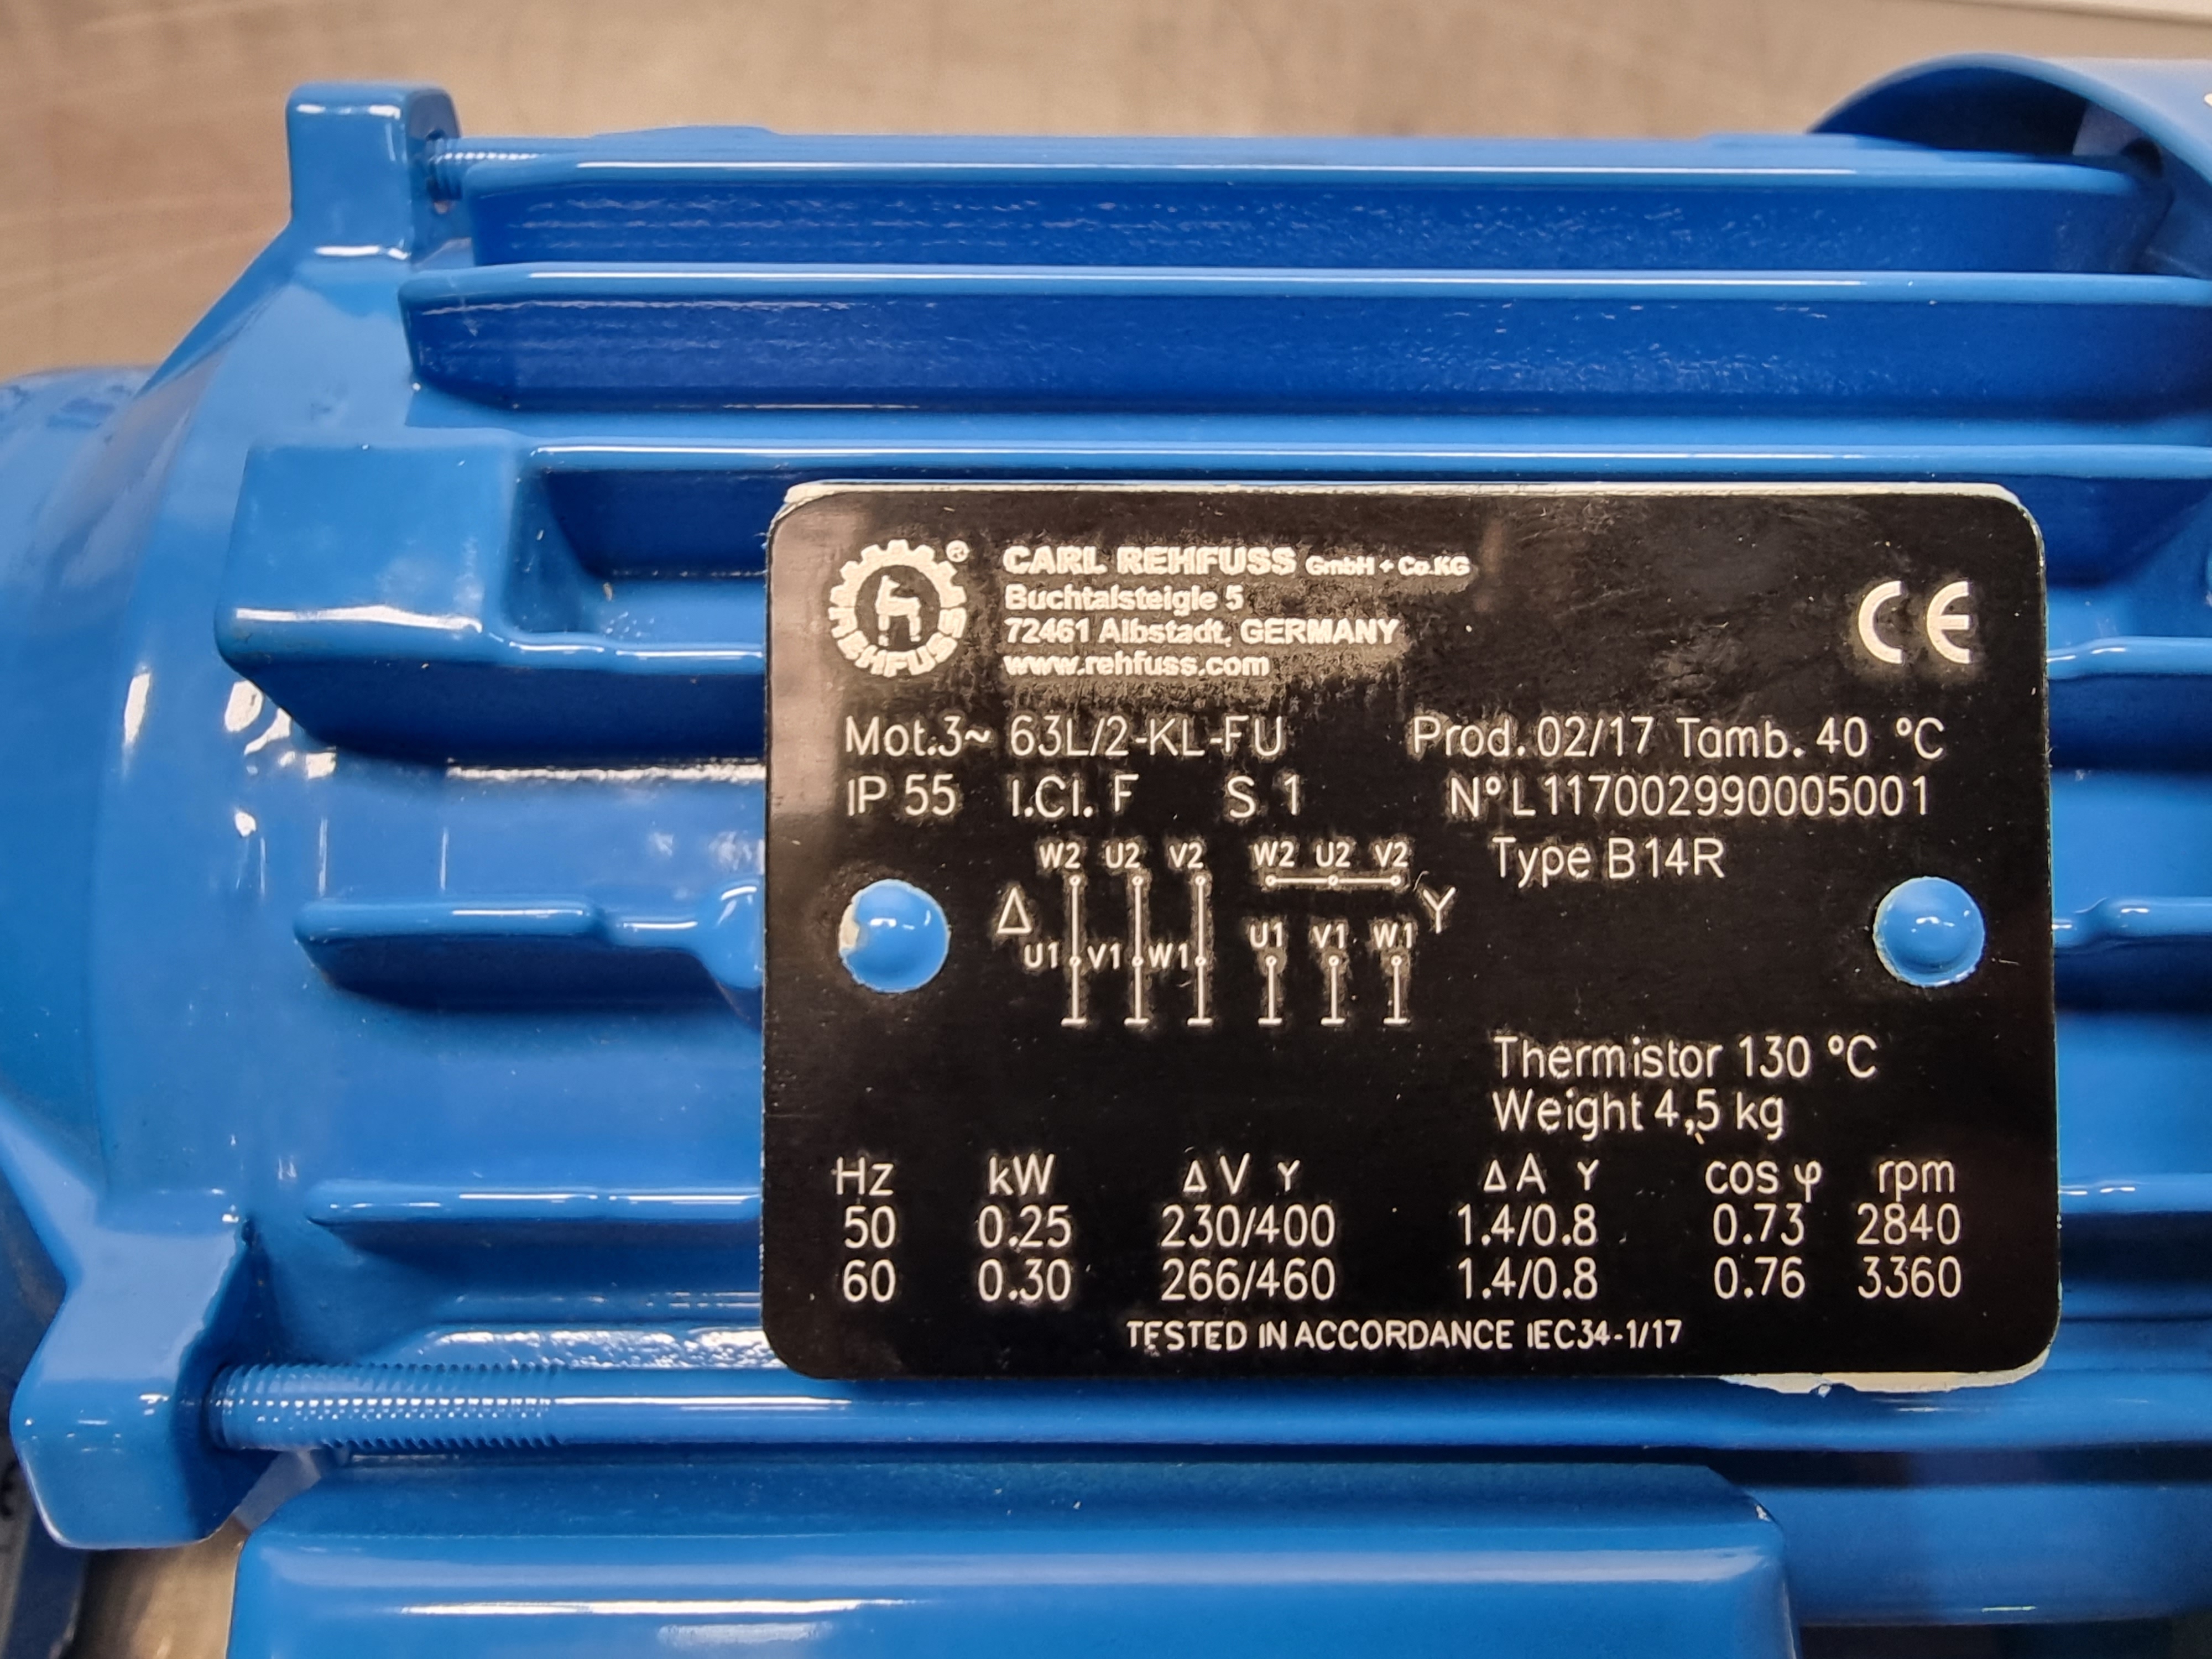 CARL REHFUSS GmbH + Co.KG
Buchtalsteigle 5
72461 Albstadt, GERMANY
www.rehfuss.com
®
REHFUSS
CE
Mot.3~ 63L/2-KL-FU Prod.02/17 Tamb. 40 °C
IP 55 I.Cl. F S 1 N°L117002990005001
W2 U2 V2 W2 U2 V2 Type B14R
Δ Y
U1 V1 W1 U1 V1 W1
Thermistor 130 °C
Weight 4,5 kg
Hz kW Δ V Y Δ A Y cos φ rpm
50 0.25 230/400 1.4/0.8 0.73 2840
60 0.30 266/460 1.4/0.8 0.76 3360
TESTED IN ACCORDANCE IEC34-1/17